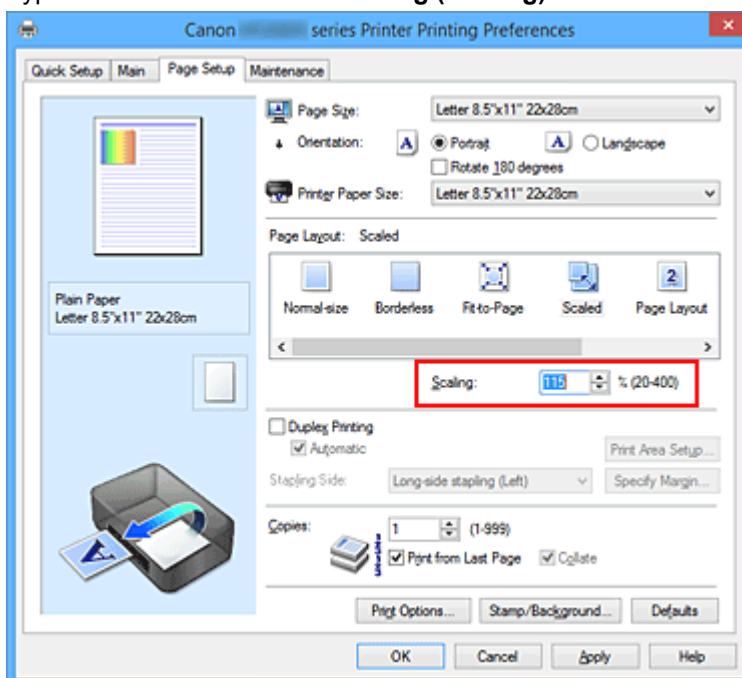 Canon series Printer Printing Preferences
Quick Setup Main Page Setup Maintenance
Page Size: Letter 8.5"x11" 22x28cm
Orientation: A Portrait A Landscape
Rotate 180 degrees
Printer Paper Size: Letter 8.5"x11" 22x28cm
Page Layout: Scaled
Normal-size Borderless Fit-to-Page Scaled Page Layout
Plain Paper
Letter 8.5"x11" 22x28cm
Scaling: 115 % (20-400)
Duplex Printing
Automatic Print Area Setup...
Stapling Side: Long-side stapling (Left) Specify Margin...
Copies: 1 (1-999)
Print from Last Page Collate
Print Options... Stamp/Background... Defaults
OK Cancel Apply Help